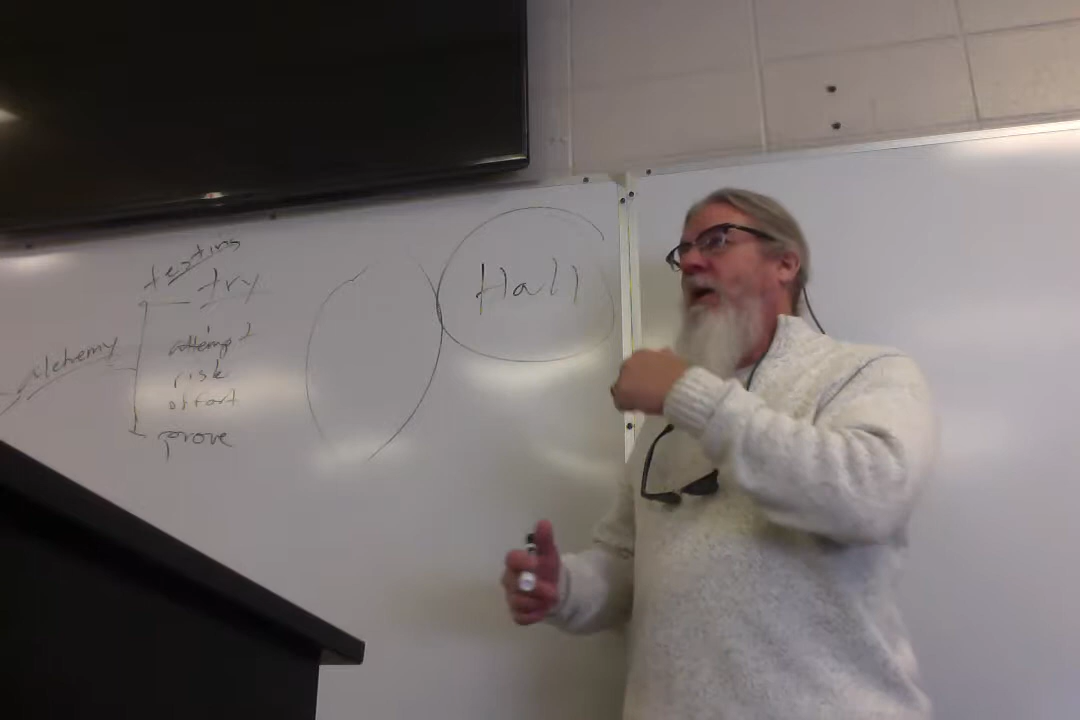 alchemy
testing
try
attempt
risk
effort
prove
Hall